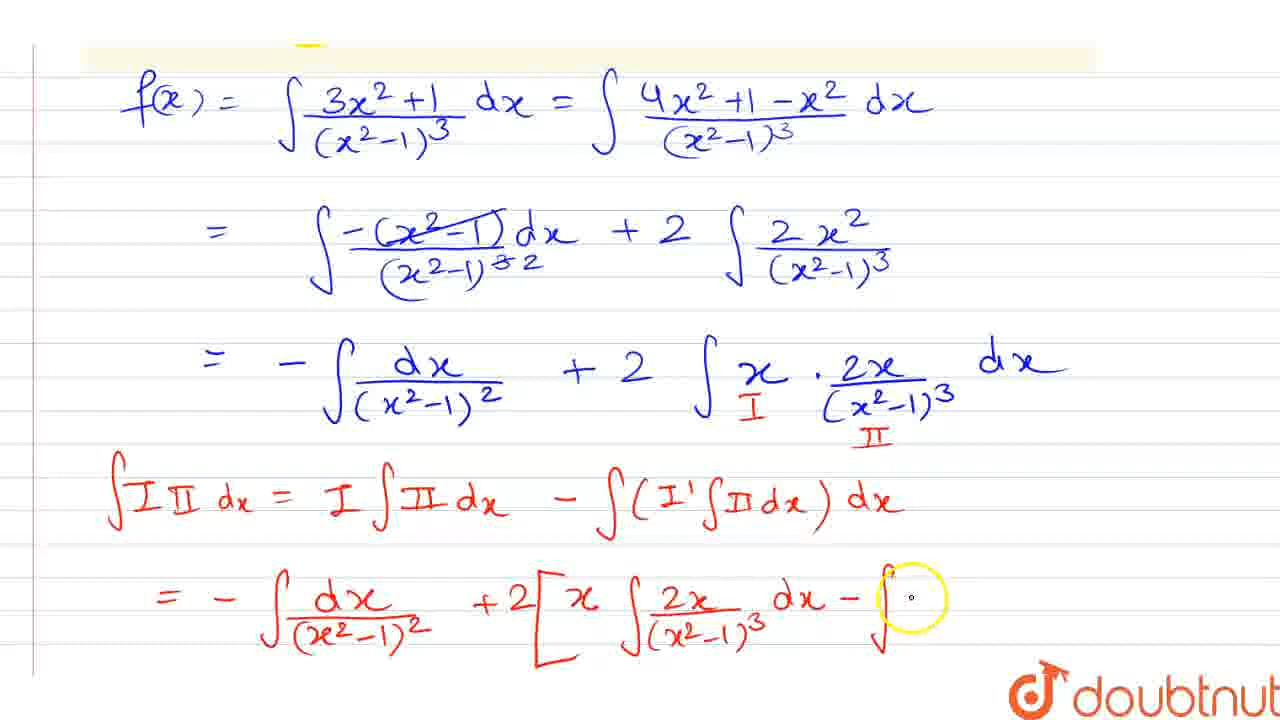 f(x) = ∫ 3x²+1/(x²-1)³ dx = ∫ 4x²+1-x²/(x²-1)³ dx
= ∫ -(x²-1)/(x²-1)³ ² dx + 2 ∫ 2x²/(x²-1)³
= - ∫ dx/(x²-1)² + 2 ∫ x · 2x/(x²-1)³ dx
I II
∫ I II dx = I ∫ II dx - ∫ (I' ∫ II dx) dx
= - ∫ dx/(x²-1)² + 2 [ x ∫ 2x/(x²-1)³ dx - ∫
doubtnut